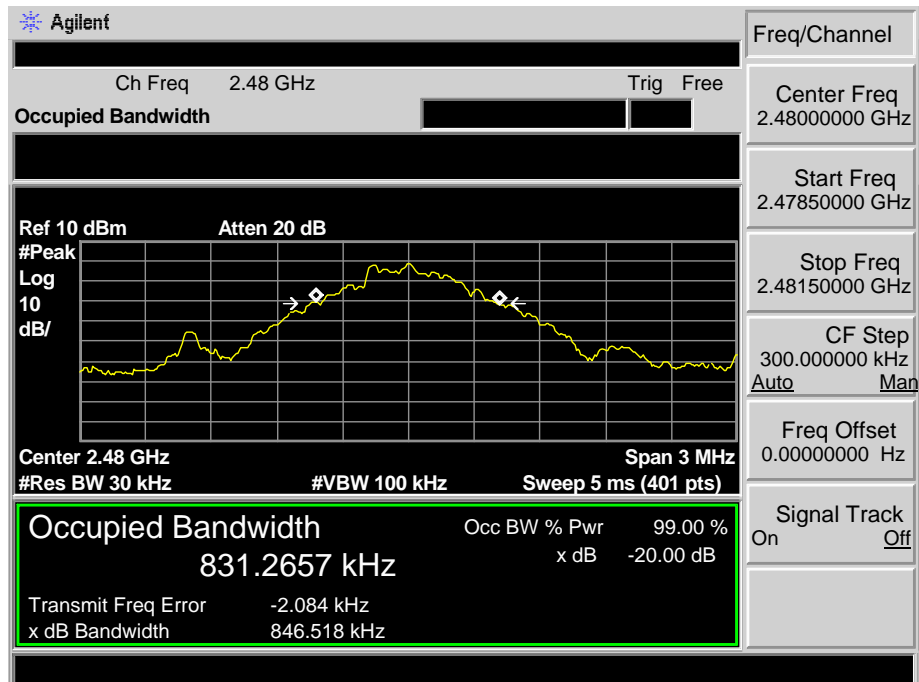 Agilent
Ch Freq 2.48 GHz Trig Free
Occupied Bandwidth
Ref 10 dBm Atten 20 dB
#Peak
Log
10
dB/
Center 2.48 GHz Span 3 MHz
#Res BW 30 kHz #VBW 100 kHz Sweep 5 ms (401 pts)
Occupied Bandwidth
831.2657 kHz
Occ BW % Pwr 99.00 %
x dB -20.00 dB
Transmit Freq Error -2.084 kHz
x dB Bandwidth 846.518 kHz
Freq/Channel
Center Freq
2.48000000 GHz
Start Freq
2.47850000 GHz
Stop Freq
2.48150000 GHz
CF Step
300.000000 kHz
Auto Man
Freq Offset
0.00000000 Hz
Signal Track
On Off